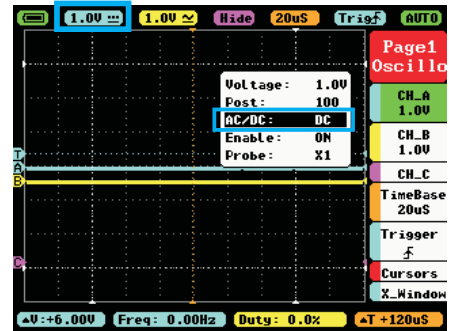 1.0V 1.0V Hide 20uS Trig AUTO
Page1
Oscillo
Voltage: 1.0V
Post: 100
AC/DC: DC
Enable: ON
Probe: X1
CH_A
1.0V
CH_B
1.0V
CH_C
TimeBase
20uS
Trigger
Cursors
X_Window
T
A
B
C
▲V:+6.00V Freq: 0.00Hz Duty: 0.0% ▲T +120uS